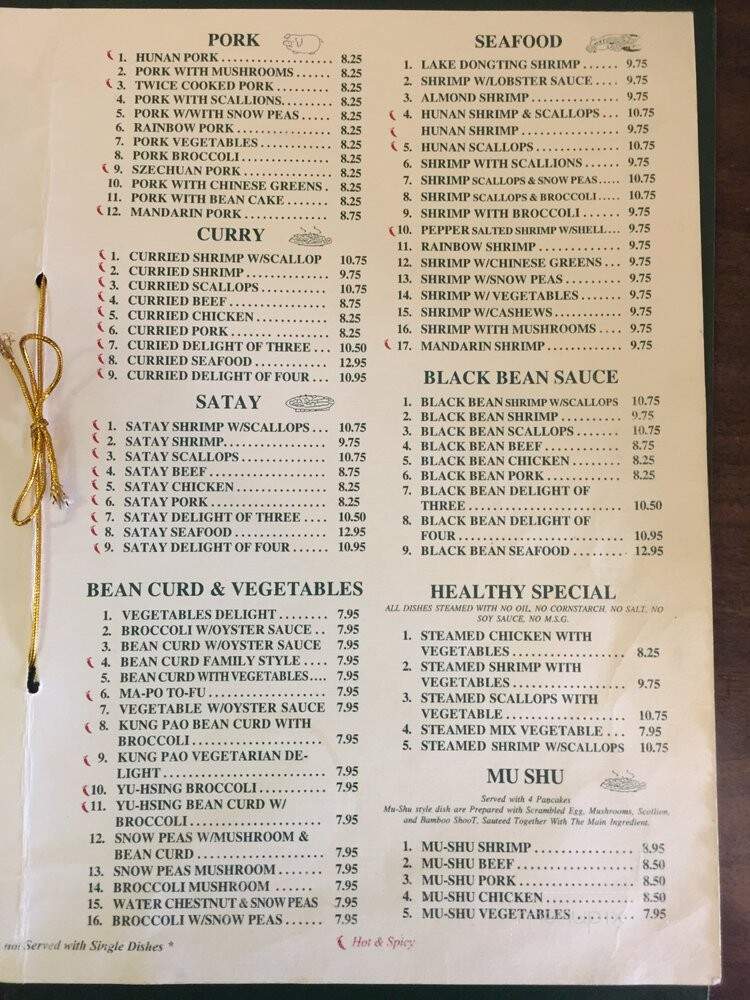 PORK
1. HUNAN PORK . . . . . . . . . . . . . . . . 8.25
2. PORK WITH MUSHROOMS . . . . . . 8.25
3. TWICE COOKED PORK . . . . . . . . 8.25
4. PORK WITH SCALLIONS. . . . . . . . 8.25
5. PORK W/WITH SNOW PEAS . . . . . 8.25
6. RAINBOW PORK . . . . . . . . . . . . . . 8.25
7. PORK VEGETABLES . . . . . . . . . . . 8.25
8. PORK BROCCOLI . . . . . . . . . . . . . 8.25
9. SZECHUAN PORK . . . . . . . . . . . . . 8.25
10. PORK WITH CHINESE GREENS . 8.25
11. PORK WITH BEAN CAKE . . . . . . . 8.25
12. MANDARIN PORK . . . . . . . . . . . . . 8.75
CURRY
1. CURRIED SHRIMP W/SCALLOP 10.75
2. CURRIED SHRIMP . . . . . . . . . . . . 9.75
3. CURRIED SCALLOPS . . . . . . . . . . 10.75
4. CURRIED BEEF . . . . . . . . . . . . . . 8.75
5. CURRIED CHICKEN . . . . . . . . . . . 8.25
6. CURRIED PORK . . . . . . . . . . . . . . 8.25
7. CURIED DELIGHT OF THREE . . . 10.50
8. CURRIED SEAFOOD . . . . . . . . . . . 12.95
9. CURRIED DELIGHT OF FOUR . . . 10.95
SATAY
1. SATAY SHRIMP W/SCALLOPS . . . 10.75
2. SATAY SHRIMP. . . . . . . . . . . . . . . 9.75
3. SATAY SCALLOPS . . . . . . . . . . . . 10.75
4. SATAY BEEF . . . . . . . . . . . . . . . . . 8.75
5. SATAY CHICKEN . . . . . . . . . . . . . 8.25
6. SATAY PORK . . . . . . . . . . . . . . . . . 8.25
7. SATAY DELIGHT OF THREE . . . . 10.50
8. SATAY SEAFOOD . . . . . . . . . . . . . 12.95
9. SATAY DELIGHT OF FOUR . . . . . . 10.95
BEAN CURD & VEGETABLES
1. VEGETABLES DELIGHT . . . . . . . . 7.95
2. BROCCOLI W/OYSTER SAUCE . . 7.95
3. BEAN CURD W/OYSTER SAUCE 7.95
4. BEAN CURD FAMILY STYLE . . . . 7.95
5. BEAN CURD WITH VEGETABLES.... 7.95
6. MA-PO TO-FU . . . . . . . . . . . . . . . . . 7.95
7. VEGETABLE W/OYSTER SAUCE 7.95
8. KUNG PAO BEAN CURD WITH
BROCCOLI . . . . . . . . . . . . . . . . . . 7.95
9. KUNG PAO VEGETARIAN DE-
LIGHT . . . . . . . . . . . . . . . . . . . . . . 7.95
10. YU-HSING BROCCOLI . . . . . . . . . . 7.95
11. YU-HSING BEAN CURD W/
BROCCOLI . . . . . . . . . . . . . . . . . . 7.95
12. SNOW PEAS W/MUSHROOM &
BEAN CURD . . . . . . . . . . . . . . . . . 7.95
13. SNOW PEAS MUSHROOM . . . . . . . 7.95
14. BROCCOLI MUSHROOM . . . . . . 7.95
15. WATER CHESTNUT & SNOW PEAS 7.95
16. BROCCOLI W/SNOW PEAS . . . . . . 7.95
not Served with Single Dishes *
SEAFOOD
1. LAKE DONGTING SHRIMP . . . . . . 9.75
2. SHRIMP W/LOBSTER SAUCE . . . . 9.75
3. ALMOND SHRIMP . . . . . . . . . . . . . . 9.75
4. HUNAN SHRIMP & SCALLOPS . . . 10.75
HUNAN SHRIMP . . . . . . . . . . . . . . . . 9.75
5. HUNAN SCALLOPS . . . . . . . . . . . . . 10.75
6. SHRIMP WITH SCALLIONS . . . . . . 9.75
7. SHRIMP SCALLOPS & SNOW PEAS..... 10.75
8. SHRIMP SCALLOPS & BROCCOLI ..... 10.75
9. SHRIMP WITH BROCCOLI . . . . . . 9.75
10. PEPPER SALTED SHRIMP W/SHELL... 9.75
11. RAINBOW SHRIMP . . . . . . . . . . . . . 9.75
12. SHRIMP W/CHINESE GREENS . . . 9.75
13. SHRIMP W/SNOW PEAS . . . . . . . . . 9.75
14. SHRIMP W/ VEGETABLES . . . . . . . 9.75
15. SHRIMP W/CASHEWS. . . . . . . . . . . 9.75
16. SHRIMP WITH MUSHROOMS . . . . 9.75
17. MANDARIN SHRIMP . . . . . . . . . . . . 9.75
BLACK BEAN SAUCE
1. BLACK BEAN SHRIMP W/SCALLOPS 10.75
2. BLACK BEAN SHRIMP . . . . . . . . . . 9.75
3. BLACK BEAN SCALLOPS . . . . . . . . 10.75
4. BLACK BEAN BEEF . . . . . . . . . . . . . 8.75
5. BLACK BEAN CHICKEN . . . . . . . . . 8.25
6. BLACK BEAN PORK . . . . . . . . . . . . 8.25
7. BLACK BEAN DELIGHT OF
THREE . . . . . . . . . . . . . . . . . . . . . . 10.50
8. BLACK BEAN DELIGHT OF
FOUR . . . . . . . . . . . . . . . . . . . . . . . 10.95
9. BLACK BEAN SEAFOOD . . . . . . . . 12.95
HEALTHY SPECIAL
ALL DISHES STEAMED WITH NO OIL, NO CORNSTARCH, NO SALT, NO
SOY SAUCE, NO M.S.G.
1. STEAMED CHICKEN WITH
VEGETABLES . . . . . . . . . . . . . . . . 8.25
2. STEAMED SHRIMP WITH
VEGETABLES . . . . . . . . . . . . . . . . 9.75
3. STEAMED SCALLOPS WITH
VEGETABLE . . . . . . . . . . . . . . . . . 10.75
4. STEAMED MIX VEGETABLE . . . 7.95
5. STEAMED SHRIMP W/SCALLOPS 10.75
MU SHU
Served with 4 Pancakes
Mu-Shu style dish are Prepared with Scrambled Egg, Mushrooms, Scotlion,
and Bamboo ShooT, Sauteed Together With The Main Ingredient.
1. MU-SHU SHRIMP . . . . . . . . . . . . . . 8.95
2. MU-SHU BEEF . . . . . . . . . . . . . . . . . 8.50
3. MU-SHU PORK . . . . . . . . . . . . . . . . 8.50
4. MU-SHU CHICKEN . . . . . . . . . . . . . 8.50
5. MU-SHU VEGETABLES . . . . . . . . . 7.95
Hot & Spicy